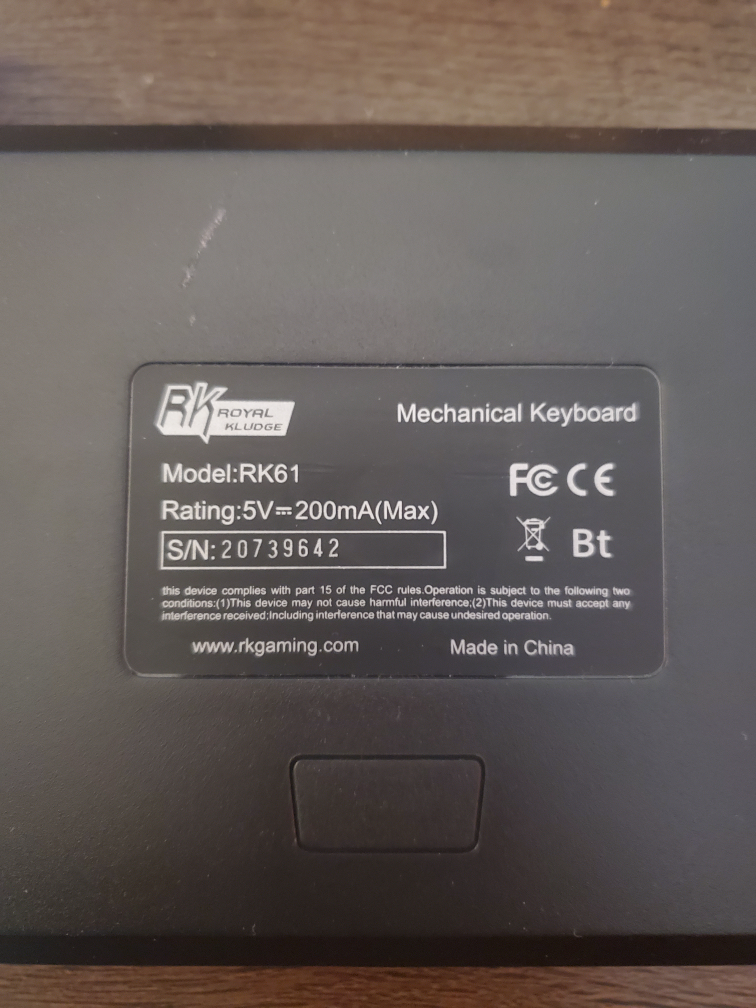 RK ROYAL KLUDGE
Mechanical Keyboard
Model:RK61
Rating:5V⎓200mA(Max)
S/N: 20739642
FC CE
Bt
this device complies with part 15 of the FCC rules.Operation is subject to the following two
conditions:(1)This device may not cause harmful interference;(2)This device must accept any
interference received;Including interference that may cause undesired operation.
www.rkgaming.com
Made in China